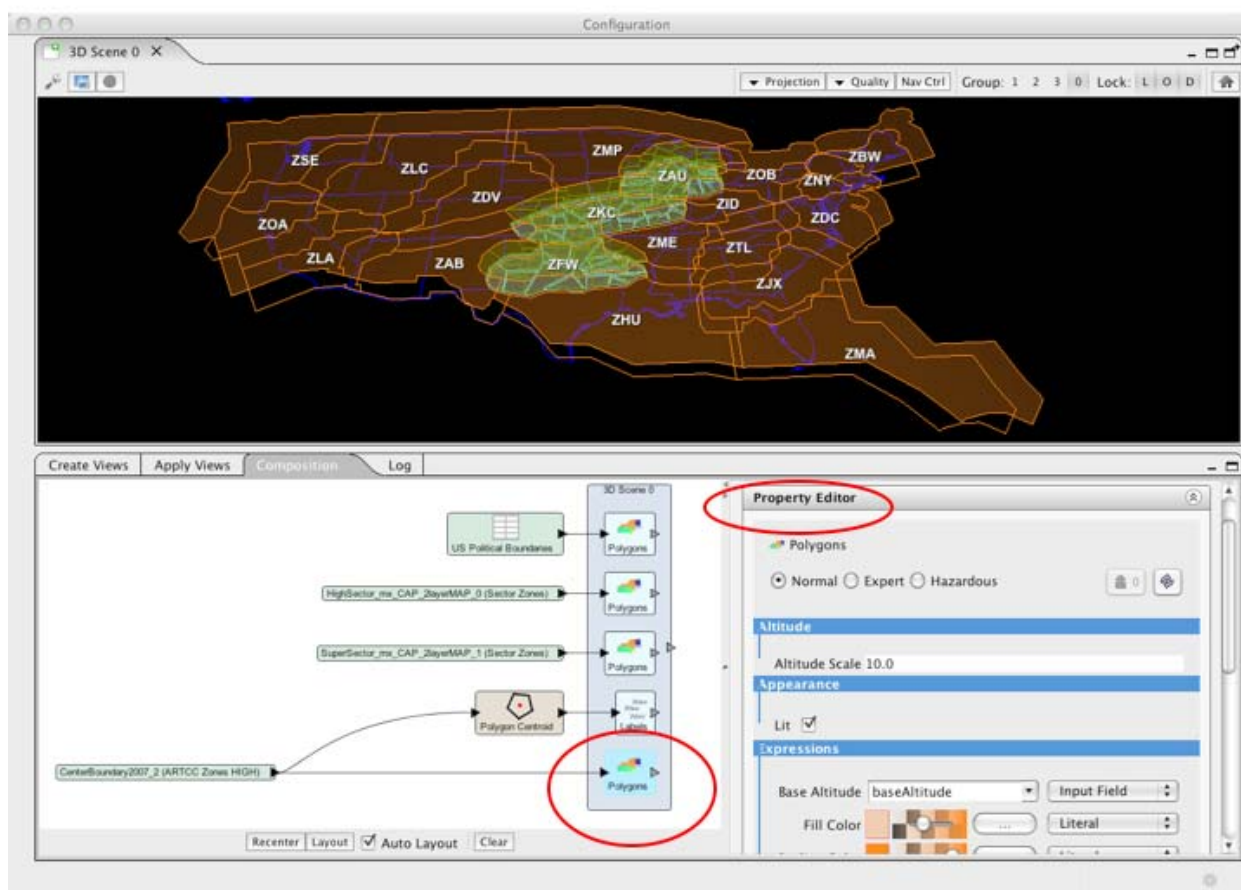 Configuration
3D Scene 0 X
Projection Quality Nav Ctrl Group: 1 2 3 0 Lock: L O D
ZSE
ZLC
ZMP
ZBW
ZAU
ZOB
ZNY
ZDV
ZKC
ZID
ZDC
ZOA
ZME
ZTL
ZLA
ZAB
ZFW
ZJX
ZHU
ZMA
Create Views Apply Views Composition Log
3D Scene 0
US Political Boundaries
Polygons
HighSector_mx_CAP_2layerMAP_0 (Sector Zones)
Polygons
SuperSector_mx_CAP_2layerMAP_1 (Sector Zones)
Polygons
Polygon Centroid
Labels
CenterBoundary2007_2 (ARTCC Zones HIGH)
Polygons
Recenter Layout Auto Layout Clear
Property Editor
Polygons
Normal Expert Hazardous
0
Altitude
Altitude Scale 10.0
Appearance
Lit
Expressions
Base Altitude baseAltitude Input Field
Fill Color ... Literal